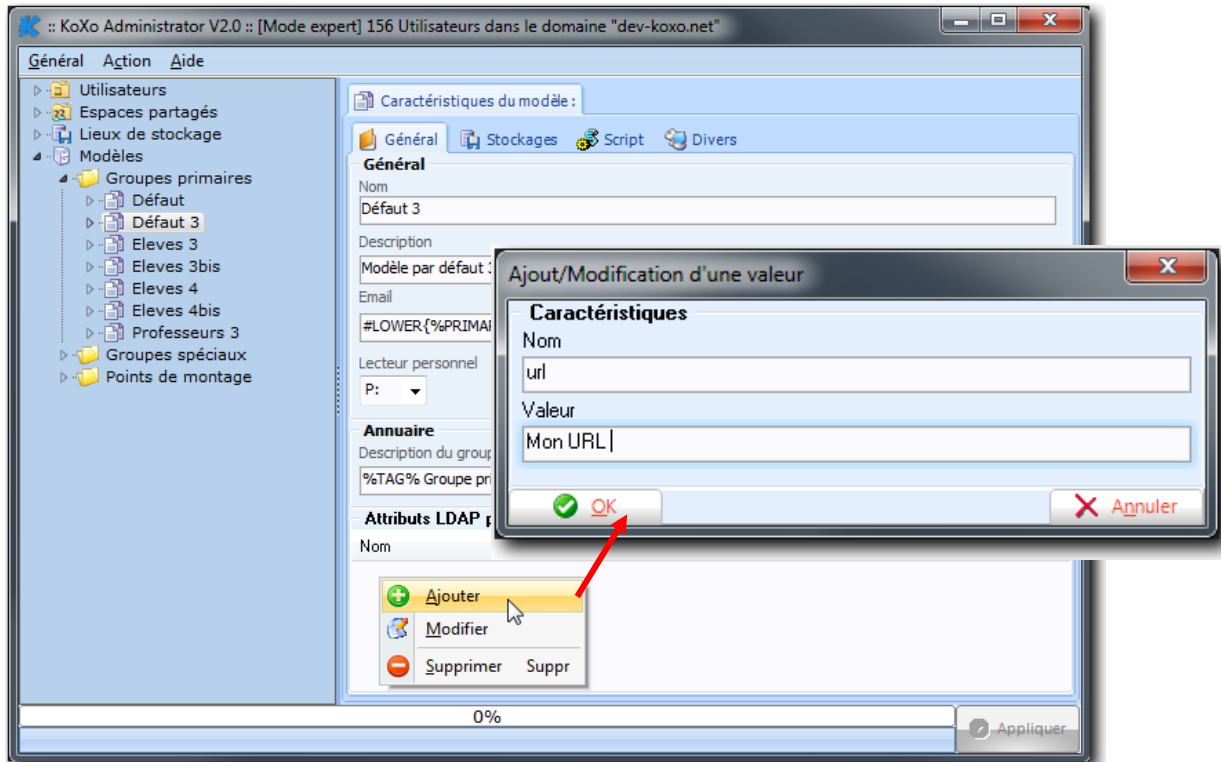 :: KoXo Administrator V2.0 :: [Mode expert] 156 Utilisateurs dans le domaine "dev-koxo.net"
Général Action Aide
Utilisateurs
Espaces partagés
Lieux de stockage
Modèles
Groupes primaires
Défaut
Défaut 3
Eleves 3
Eleves 3bis
Eleves 4
Eleves 4bis
Professeurs 3
Groupes spéciaux
Points de montage
Caractéristiques du modèle :
Général Stockages Script Divers
Général
Nom
Défaut 3
Description
Modèle par défaut
Email
#LOWER{%PRIMA
Lecteur personnel
P:
Annuaire
Description du group
%TAG% Groupe pri
Attributs LDAP p
Nom
Ajouter
Modifier
Supprimer Suppr
Ajout/Modification d'une valeur
Caractéristiques
Nom
url
Valeur
Mon URL
OK Annuler
0%
Appliquer